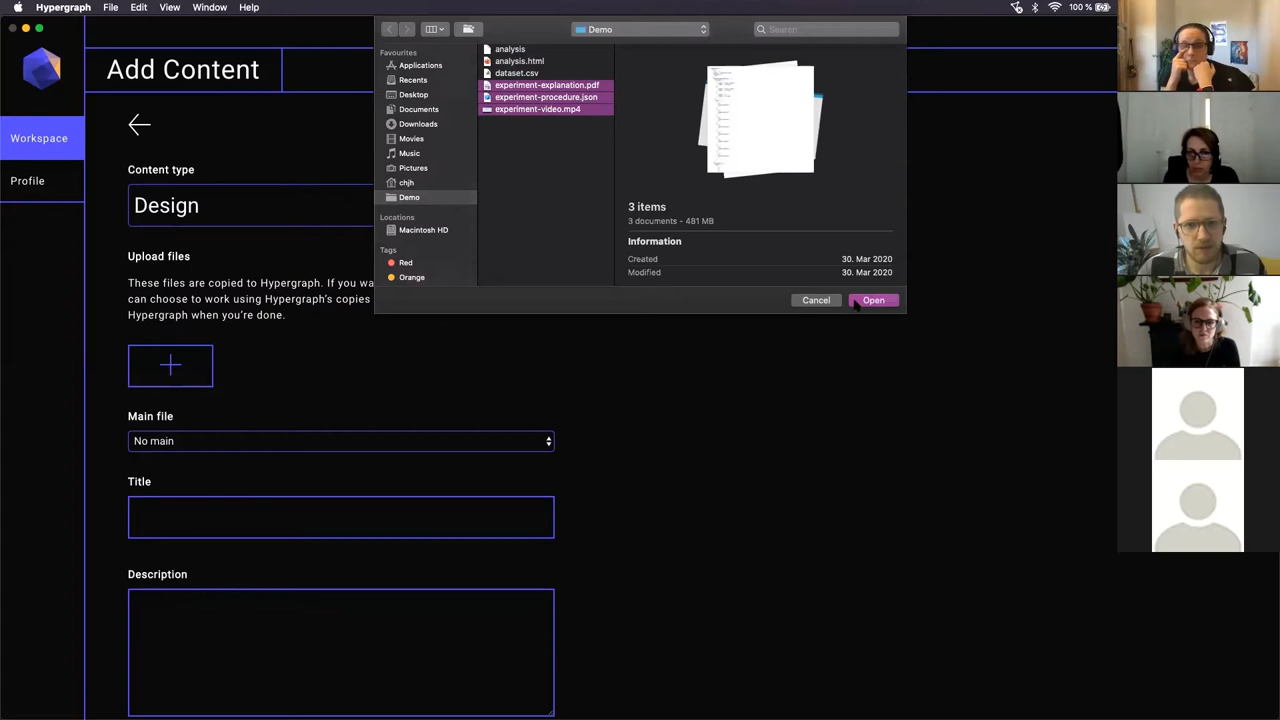 Hypergraph File Edit View Window Help 100 %
Add Content
Workspace
Profile
Content type
Design
Upload files
These files are copied to Hypergraph. If you wa
can choose to work using Hypergraph's copies
Hypergraph when you're done.
Main file
No main
Title
Description
Demo
Search
Favourites
Applications
Recents
Desktop
Documents
Downloads
Movies
Music
Pictures
chjh
Demo
Locations
Macintosh HD
Tags
Red
Orange
analysis
analysis.html
dataset.csv
experiment-explanation.pdf
experiment-procedure.json
experiment-video.mp4
3 items
3 documents - 481 MB
Information
Created 30. Mar 2020
Modified 30. Mar 2020
Cancel Open